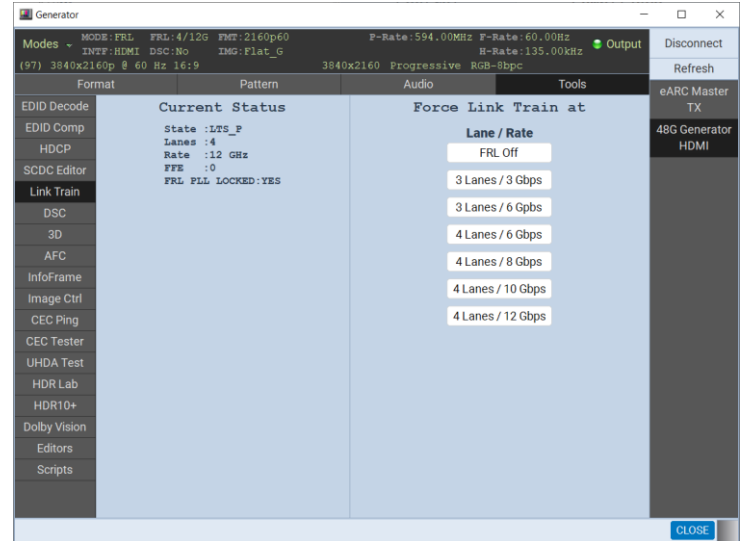 Generator
Modes
MODE:FRL FRL:4/12G FMT:2160p60 P-Rate:594.00MHz F-Rate:60.00Hz
INTF:HDMI DSC:No IMG:Flat_G H-Rate:135.00kHz
Output
(97) 3840x2160p @ 60 Hz 16:9 3840x2160 Progressive RGB-8bpc
Disconnect
Refresh
Format Pattern Audio Tools
eARC Master
TX
48G Generator
HDMI
EDID Decode
EDID Comp
HDCP
SCDC Editor
Link Train
DSC
3D
AFC
InfoFrame
Image Ctrl
CEC Ping
CEC Tester
UHDA Test
HDR Lab
HDR10+
Dolby Vision
Editors
Scripts
Current Status
State :LTS_P
Lanes :4
Rate :12 GHz
FFE :0
FRL PLL LOCKED:YES
Force Link Train at
Lane / Rate
FRL Off
3 Lanes / 3 Gbps
3 Lanes / 6 Gbps
4 Lanes / 6 Gbps
4 Lanes / 8 Gbps
4 Lanes / 10 Gbps
4 Lanes / 12 Gbps
CLOSE